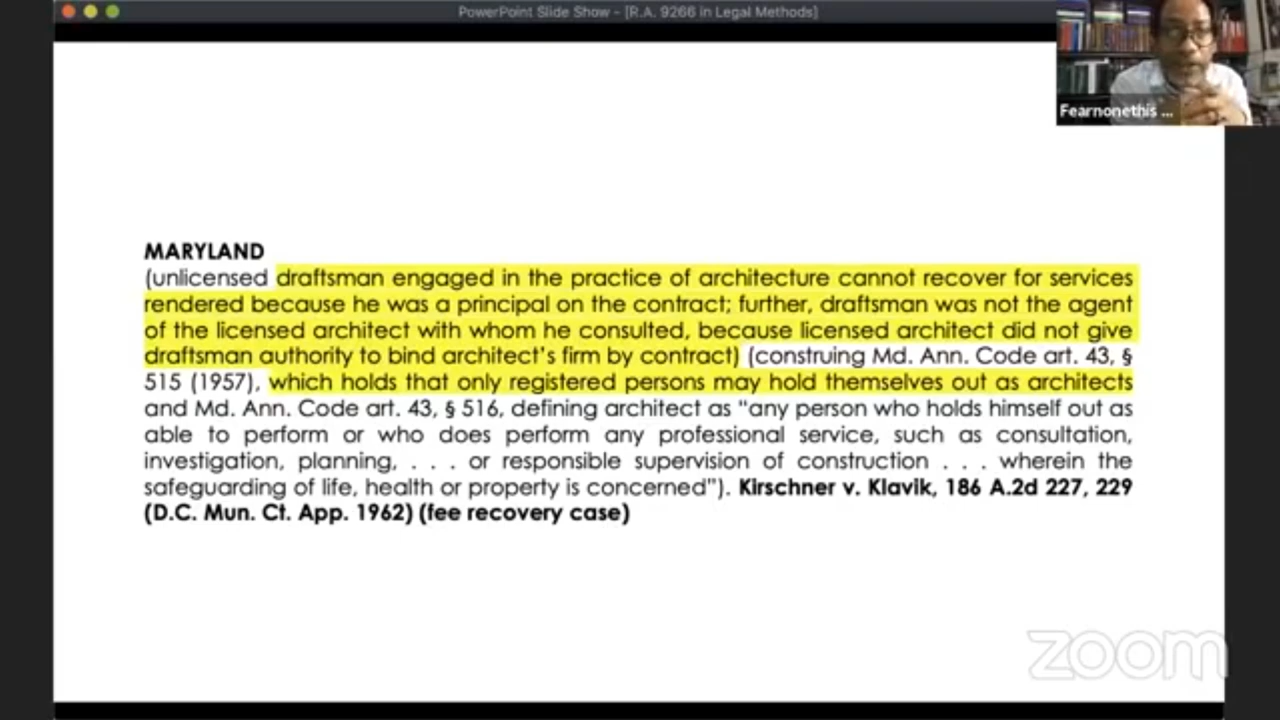 PowerPoint Slide Show - [R.A. 9266 in Legal Methods]
Fearnonethis ...
MARYLAND
(unlicensed draftsman engaged in the practice of architecture cannot recover for services
rendered because he was a principal on the contract; further, draftsman was not the agent
of the licensed architect with whom he consulted, because licensed architect did not give
draftsman authority to bind architect’s firm by contract) (construing Md. Ann. Code art. 43, §
515 (1957), which holds that only registered persons may hold themselves out as architects
and Md. Ann. Code art. 43, § 516, defining architect as “any person who holds himself out as
able to perform or who does perform any professional service, such as consultation,
investigation, planning, . . . or responsible supervision of construction . . . wherein the
safeguarding of life, health or property is concerned”). Kirschner v. Klavik, 186 A.2d 227, 229
(D.C. Mun. Ct. App. 1962) (fee recovery case)
zoom